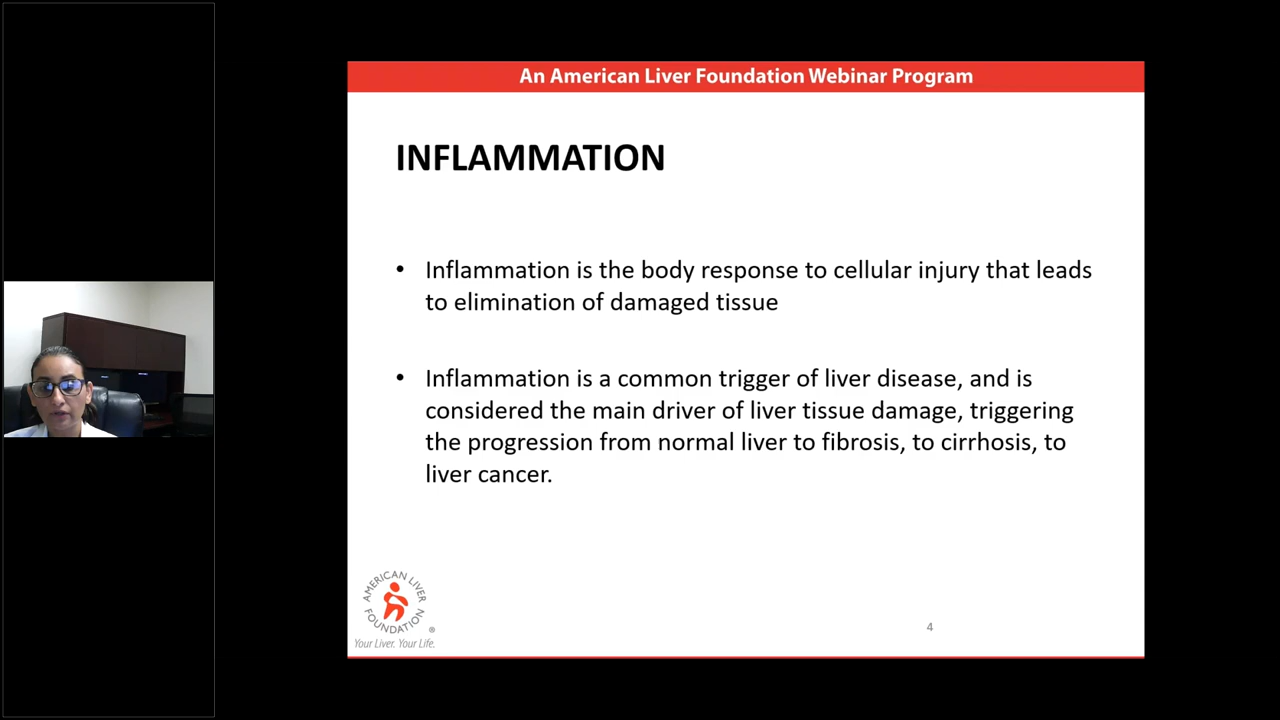 An American Liver Foundation Webinar Program
INFLAMMATION
• Inflammation is the body response to cellular injury that leads
to elimination of damaged tissue
• Inflammation is a common trigger of liver disease, and is
considered the main driver of liver tissue damage, triggering
the progression from normal liver to fibrosis, to cirrhosis, to
liver cancer.
AMERICAN LIVER
FOUNDATION
®
Your Liver. Your Life.
4